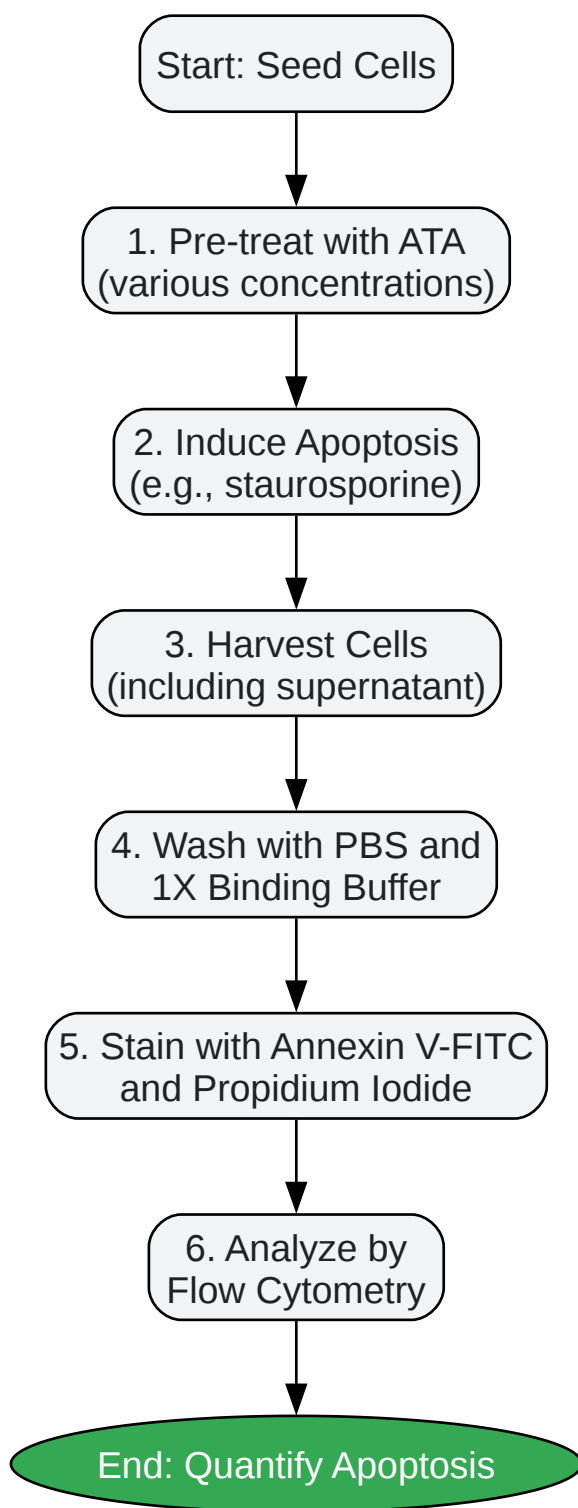 Start: Seed Cells
1. Pre-treat with ATA
(various concentrations)
2. Induce Apoptosis
(e.g., staurosporine)
3. Harvest Cells
(including supernatant)
4. Wash with PBS and
1X Binding Buffer
5. Stain with Annexin V-FITC
and Propidium Iodide
6. Analyze by
Flow Cytometry
End: Quantify Apoptosis